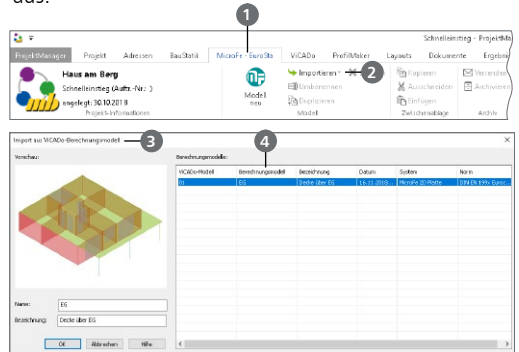 aus.
1
Schnelleinstieg - ProjektMa
ProjektManager Projekt Adressen BauStatik MicroFe - EuroSta ViCADo ProfilMaker Layouts Dokumente Ergebni
Haus am Berg
Schnelleinstieg (Auftr.-Nr.: )
angelegt: 30.10.2018
Projekt-Informationen
mb
Modell
neu
Importieren 2
Umbenennen
Duplizieren
Modell
Kopieren
Ausschneiden
Einfügen
Zwischenablage
Versenden
Archivieren
Archiv
Import aus ViCADo-Berechnungsmodell 3
4
Vorschau:
Berechnungsmodelle:
ViCADo-Modell Berechnungsmodell Bezeichnung Datum System Norm
01 EG Decke über EG 16.11.2018... MicroFe 2D-Platte DIN EN 199x Euroc...
Name: EG
Bezeichnung: Decke über EG
OK Abbrechen Hilfe